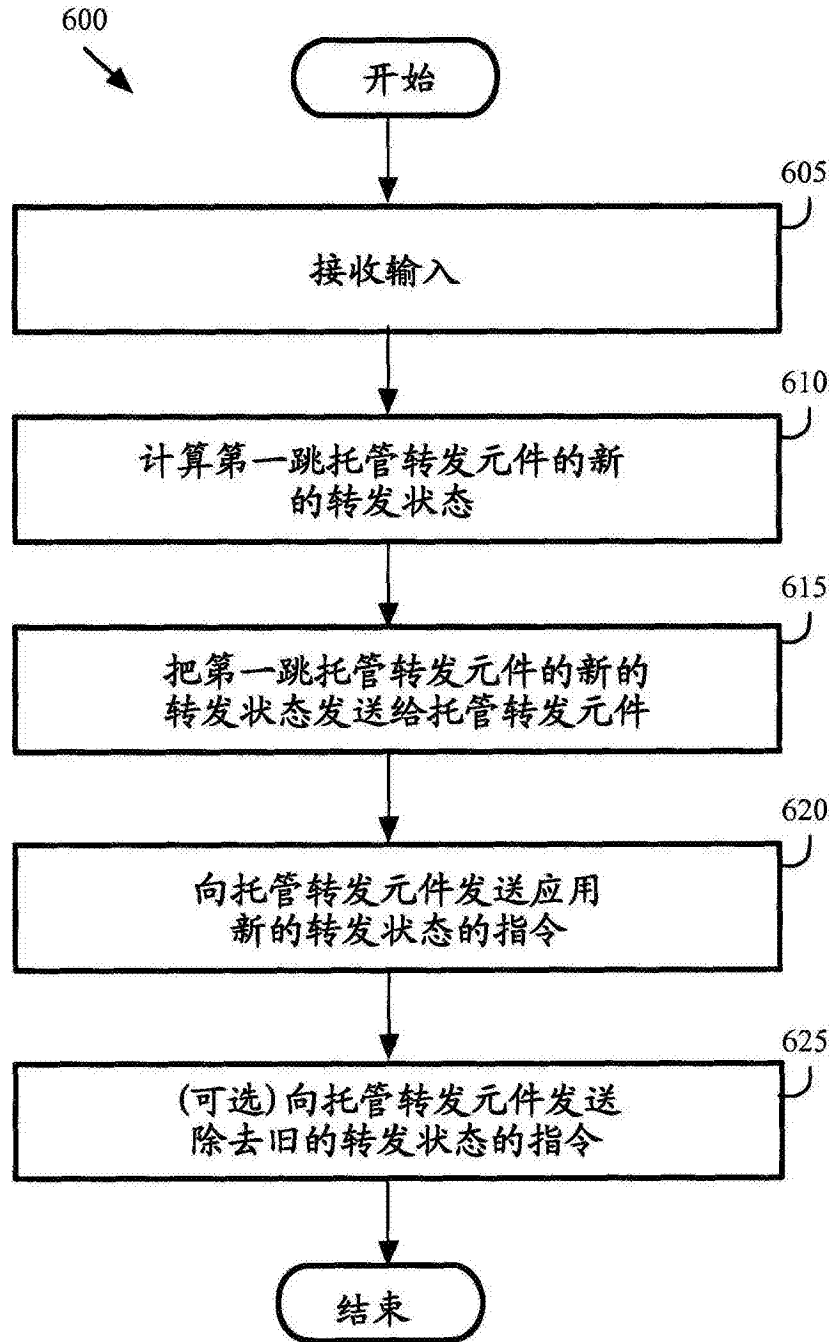 600
开始
605
接收输入
610
计算第一跳托管转发元件的新
的转发状态
615
把第一跳托管转发元件的新的
转发状态发送给托管转发元件
620
向托管转发元件发送应用
新的转发状态的指令
625
(可选)向托管转发元件发送
除去旧的转发状态的指令
结束